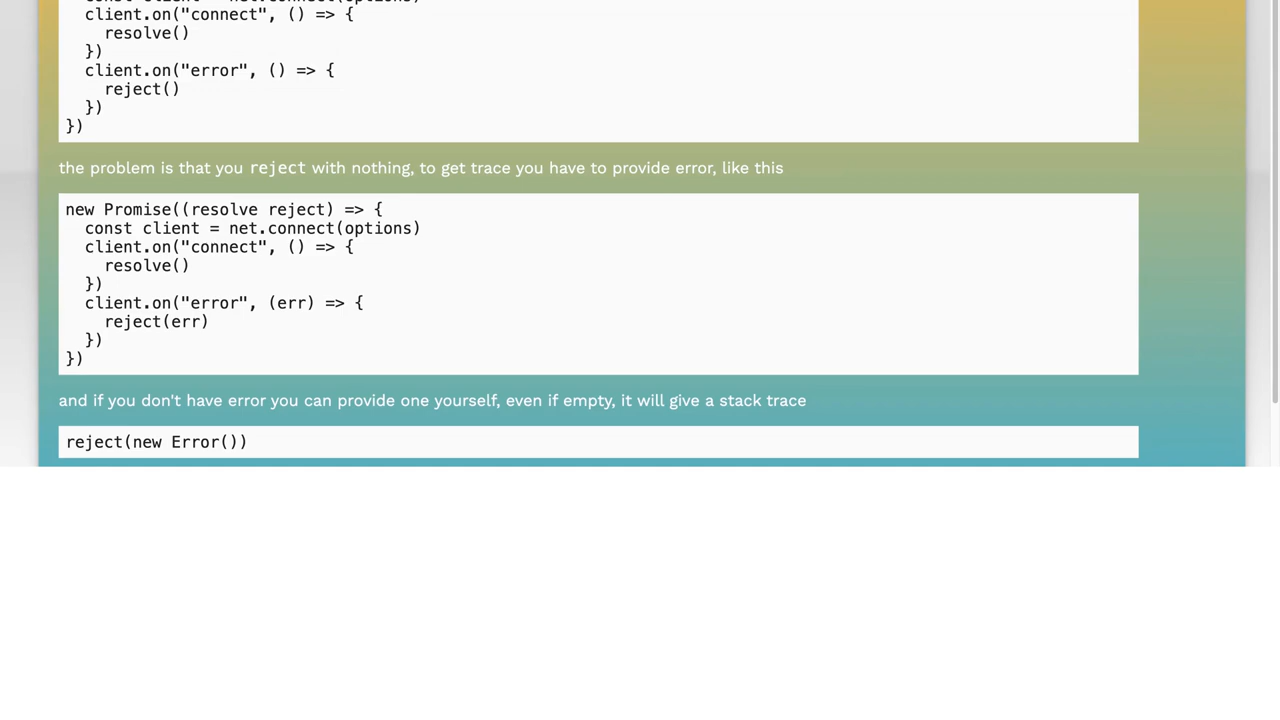 client.on("connect", () => {
resolve()
})
client.on("error", () => {
reject()
})
})
the problem is that you reject with nothing, to get trace you have to provide error, like this
new Promise((resolve reject) => {
const client = net.connect(options)
client.on("connect", () => {
resolve()
})
client.on("error", (err) => {
reject(err)
})
})
and if you don't have error you can provide one yourself, even if empty, it will give a stack trace
reject(new Error())